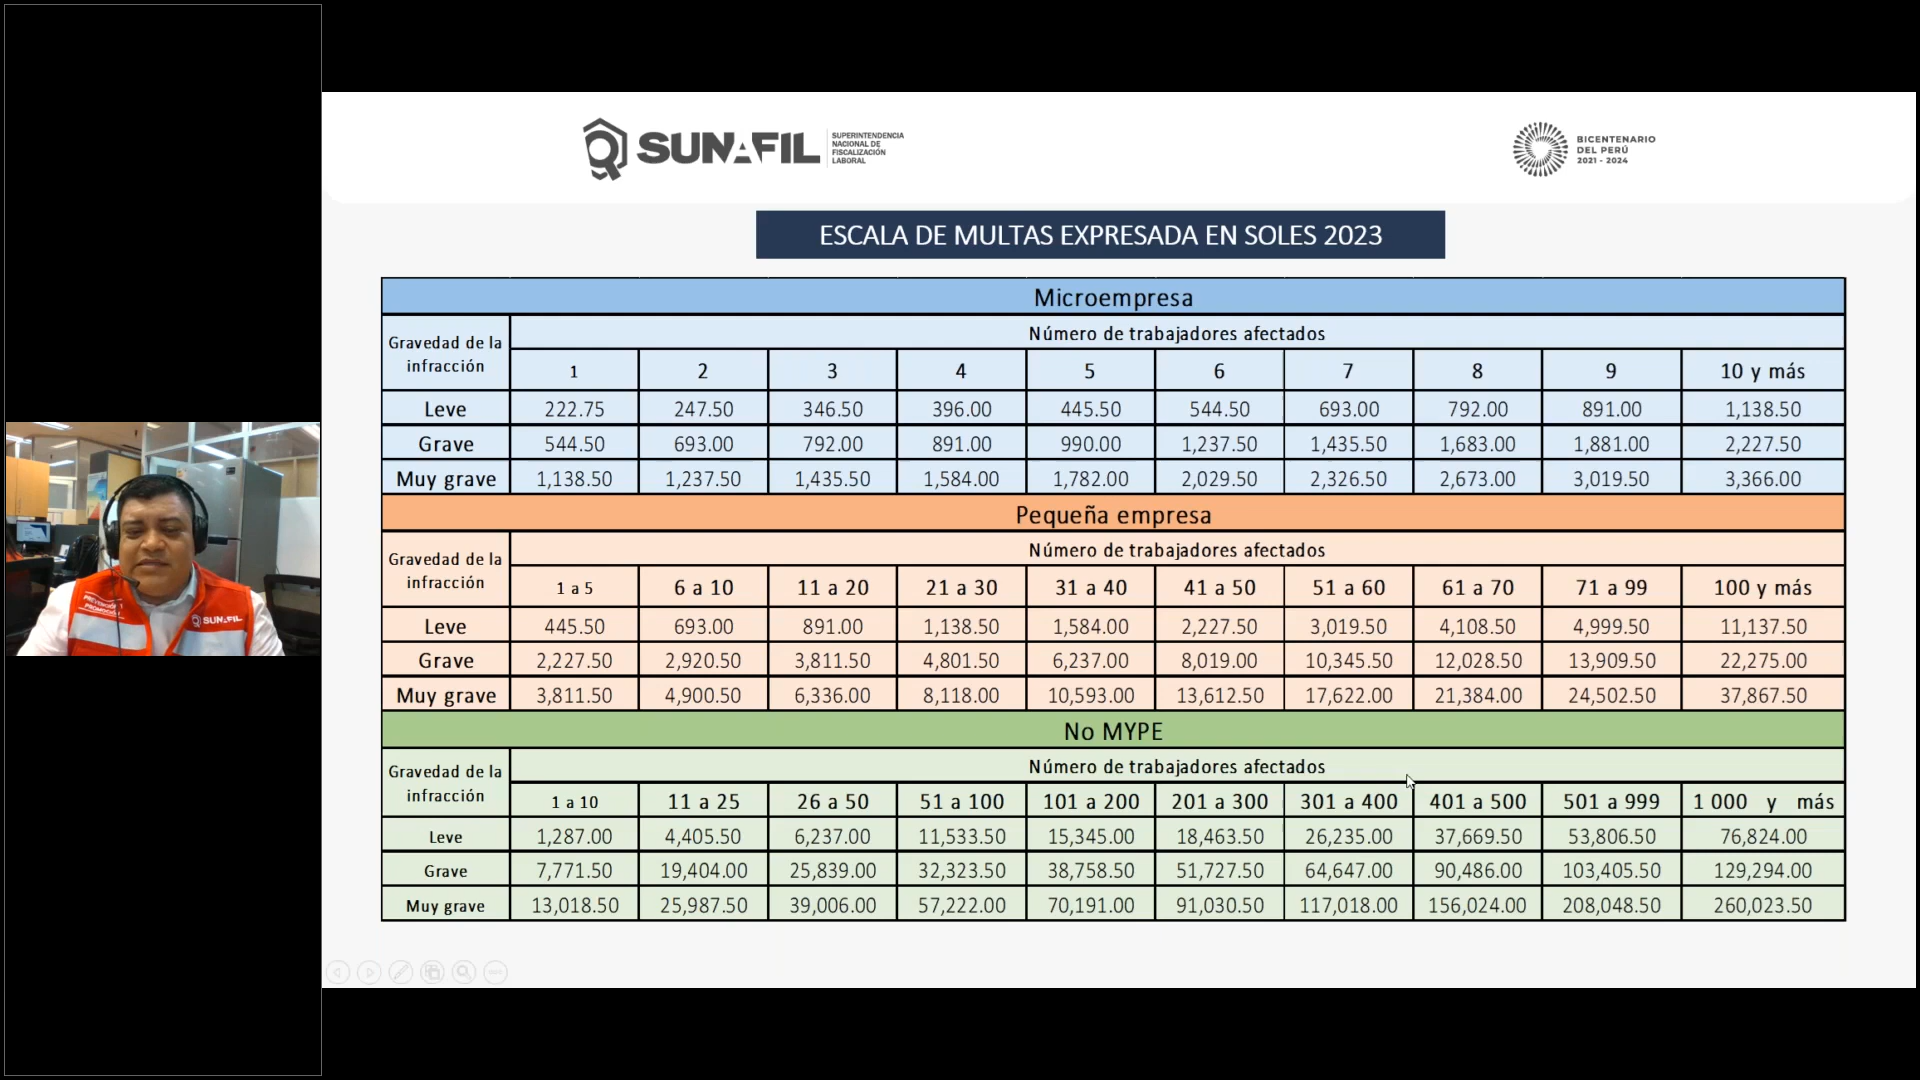 SUNAFIL
SUPERINTENDENCIA
NACIONAL DE
FISCALIZACIÓN
LABORAL
BICENTENARIO
DEL PERÚ
2021 - 2024
ESCALA DE MULTAS EXPRESADA EN SOLES 2023
Microempresa
Gravedad de la infracción
Número de trabajadores afectados
1 2 3 4 5 6 7 8 9 10 y más
Leve 222.75 247.50 346.50 396.00 445.50 544.50 693.00 792.00 891.00 1,138.50
Grave 544.50 693.00 792.00 891.00 990.00 1,237.50 1,435.50 1,683.00 1,881.00 2,227.50
Muy grave 1,138.50 1,237.50 1,435.50 1,584.00 1,782.00 2,029.50 2,326.50 2,673.00 3,019.50 3,366.00
Pequeña empresa
Gravedad de la infracción
Número de trabajadores afectados
1 a 5 6 a 10 11 a 20 21 a 30 31 a 40 41 a 50 51 a 60 61 a 70 71 a 99 100 y más
Leve 445.50 693.00 891.00 1,138.50 1,584.00 2,227.50 3,019.50 4,108.50 4,999.50 11,137.50
Grave 2,227.50 2,920.50 3,811.50 4,801.50 6,237.00 8,019.00 10,345.50 12,028.50 13,909.50 22,275.00
Muy grave 3,811.50 4,900.50 6,336.00 8,118.00 10,593.00 13,612.50 17,622.00 21,384.00 24,502.50 37,867.50
No MYPE
Gravedad de la infracción
Número de trabajadores afectados
1 a 10 11 a 25 26 a 50 51 a 100 101 a 200 201 a 300 301 a 400 401 a 500 501 a 999 1 000 y más
Leve 1,287.00 4,405.50 6,237.00 11,533.50 15,345.00 18,463.50 26,235.00 37,669.50 53,806.50 76,824.00
Grave 7,771.50 19,404.00 25,839.00 32,323.50 38,758.50 51,727.50 64,647.00 90,486.00 103,405.50 129,294.00
Muy grave 13,018.50 25,987.50 39,006.00 57,222.00 70,191.00 91,030.50 117,018.00 156,024.00 208,048.50 260,023.50
PREVENCIÓN
PROMOCIÓN
SUNAFIL